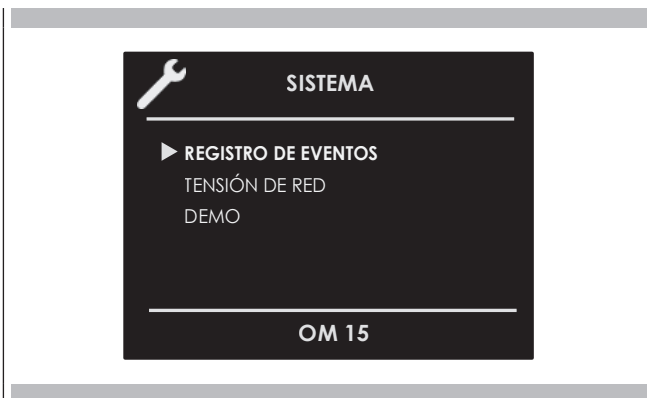 SISTEMA
REGISTRO DE EVENTOS
TENSIÓN DE RED
DEMO
OM 15